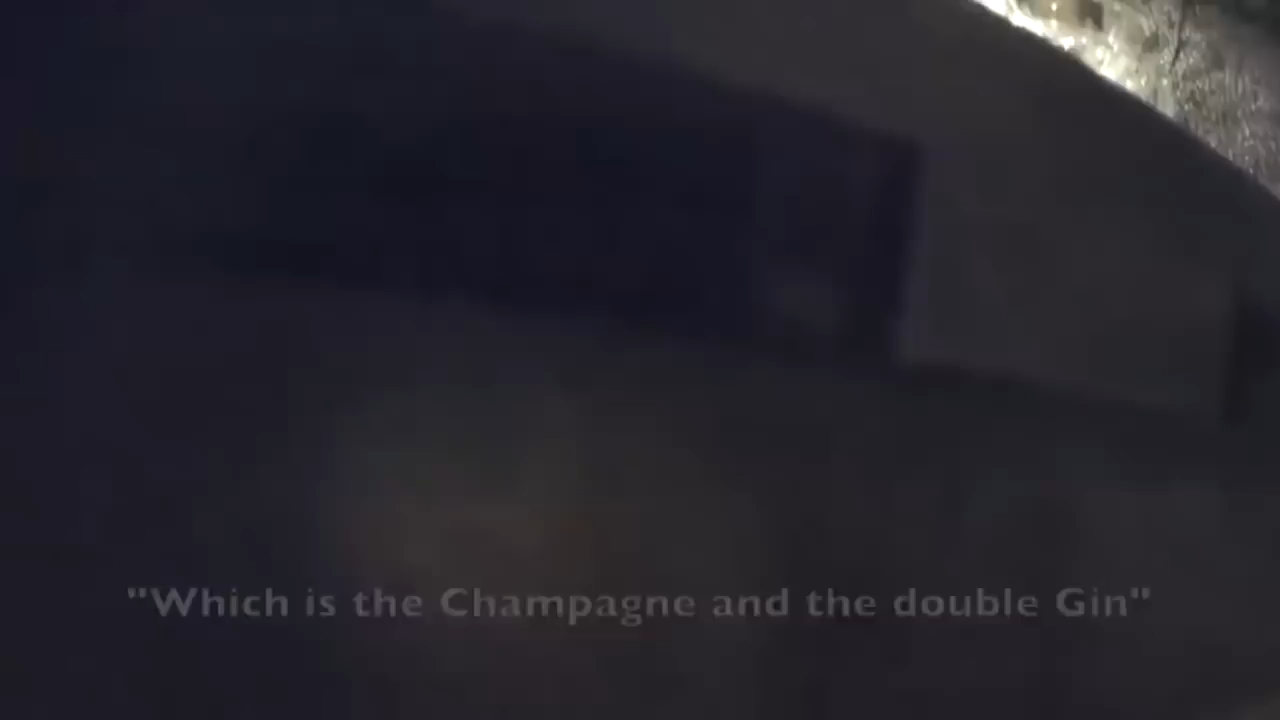 "Which is the Champagne and the double Gin"